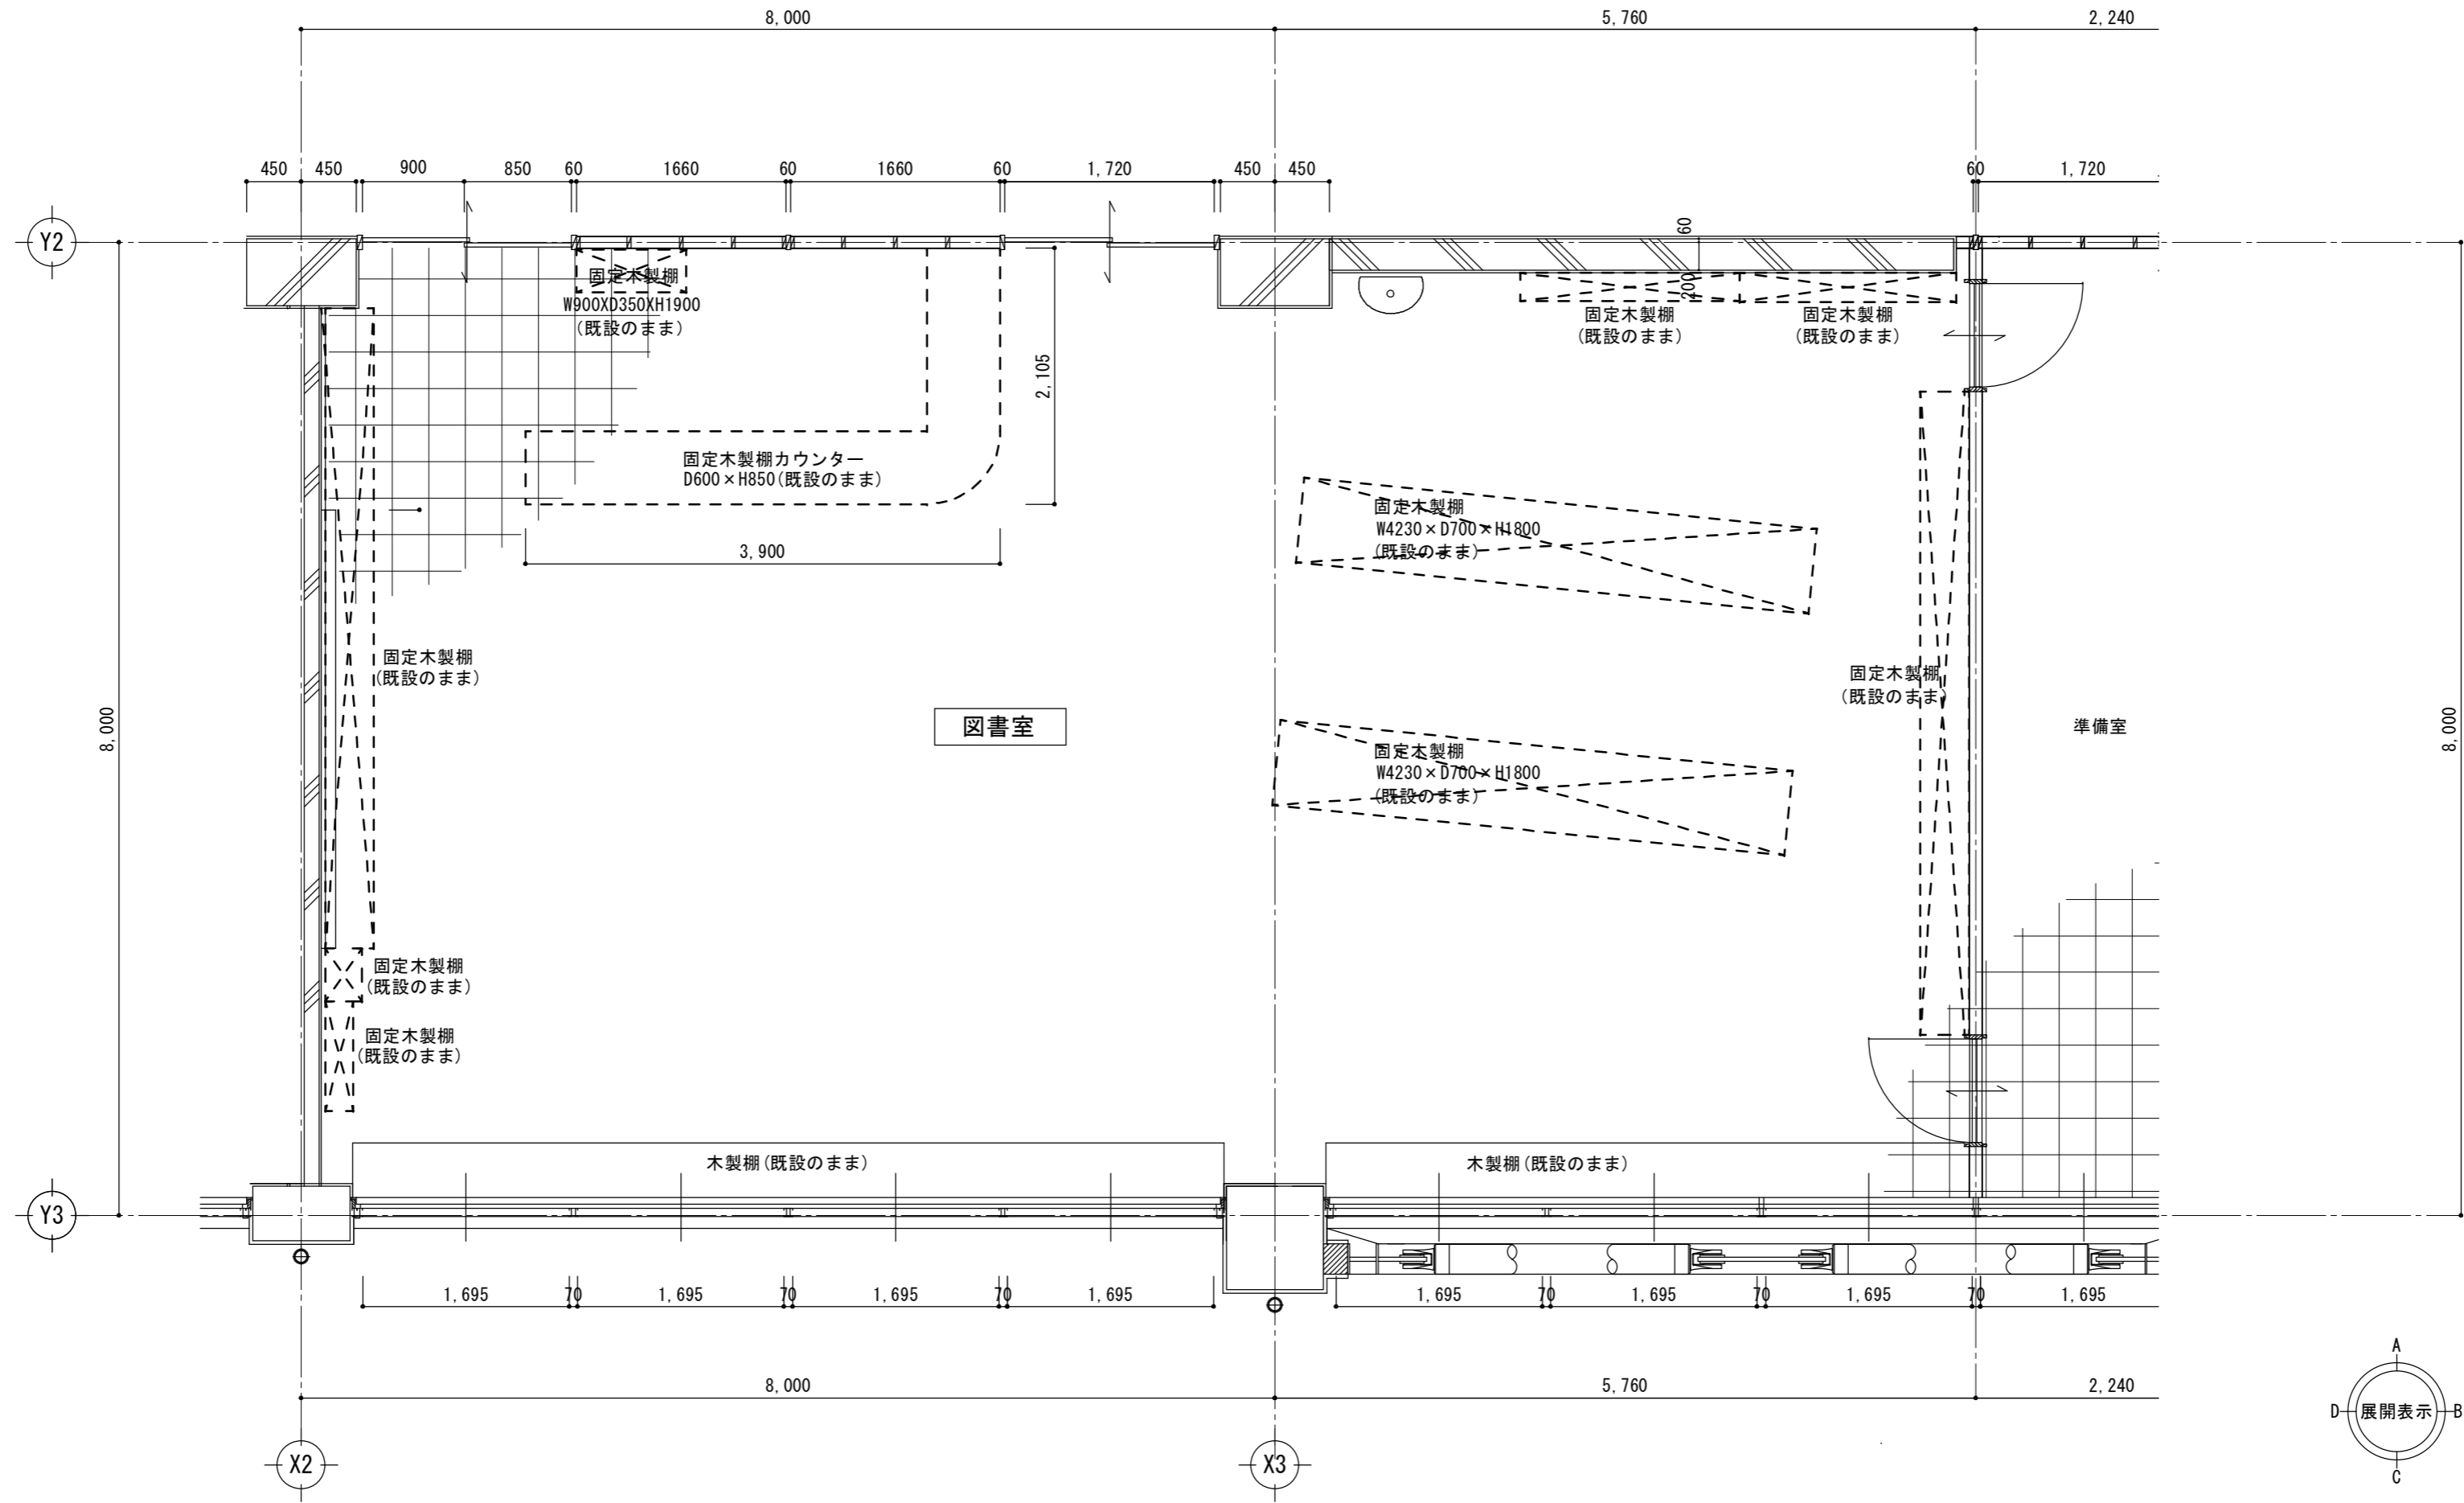 8,000 5,760 2,240
450 450 900 850 60 1660 60 1660 60 1,720 450 450 60 1,720
Y2
60
200
固定木製棚
W900XD350XH1900
(既設のまま)
固定木製棚
(既設のまま)
固定木製棚
(既設のまま)
2,105
固定木製棚カウンター
D600×H850(既設のまま)
3,900
固定木製棚
W4230×D700×H1800
(既設のまま)
固定木製棚
(既設のまま)
固定木製棚
(既設のまま)
8,000
図書室
準備室
8,000
固定木製棚
W4230×D700×H1800
(既設のまま)
固定木製棚
(既設のまま)
固定木製棚
(既設のまま)
木製棚(既設のまま)
木製棚(既設のまま)
Y3
1,695 70 1,695 70 1,695 70 1,695 1,695 70 1,695 70 1,695 70 1,695
8,000 5,760 2,240
A
D 展開表示 B
C
X2 X3